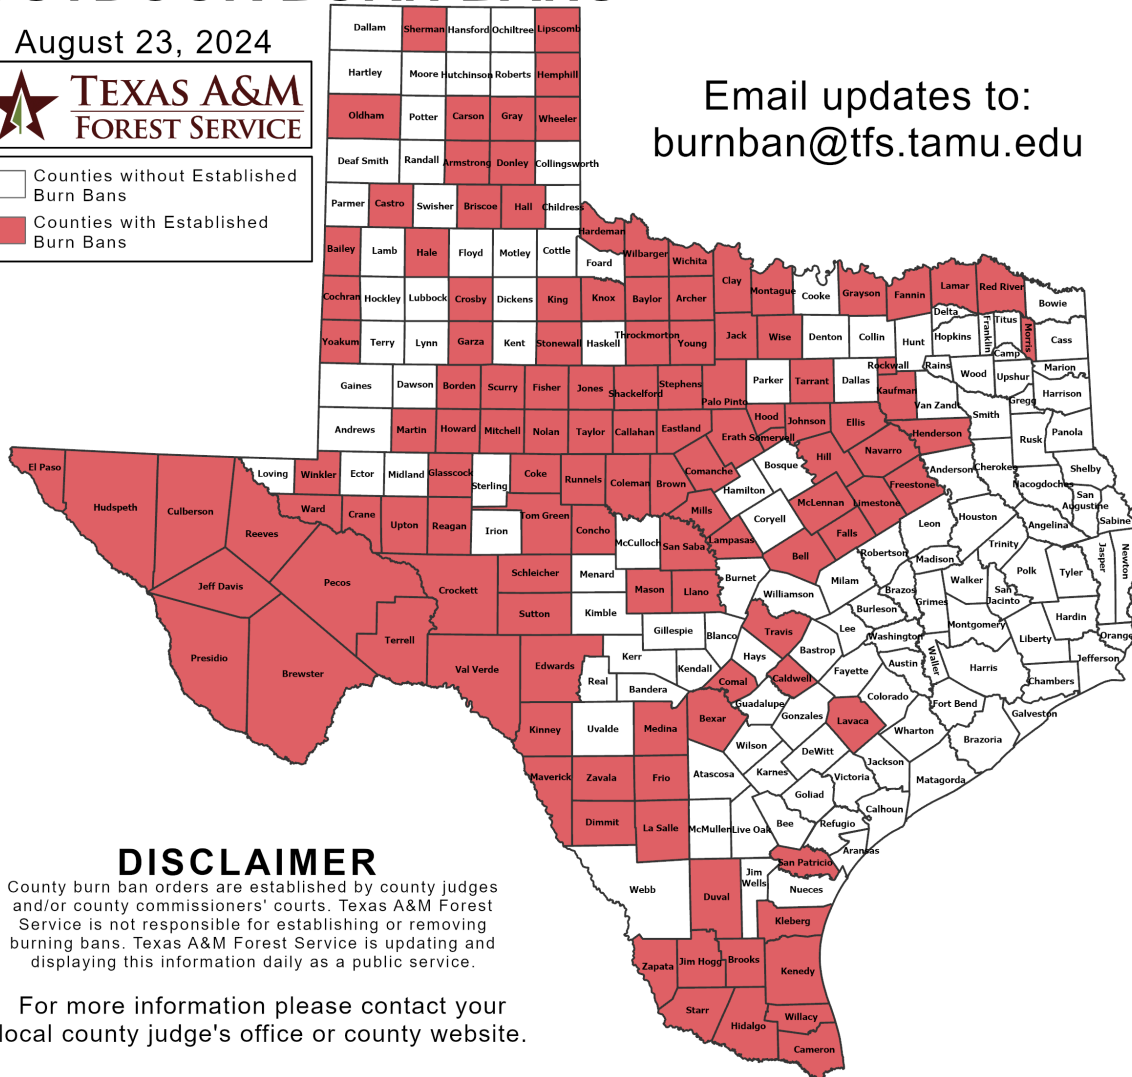 August 23, 2024
TEXAS A&M
FOREST SERVICE
Counties without Established
Burn Bans
Counties with Established
Burn Bans
Email updates to:
burnban@tfs.tamu.edu
Dallam Sherman Hansford Ochiltree Lipscomb
Hartley Moore Hutchinson Roberts Hemphill
Oldham Potter Carson Gray Wheeler
Deaf Smith Randall Armstrong Donley Collingsworth
Parmer Castro Swisher Briscoe Hall Childress
Hardeman
Bailey Lamb Hale Floyd Motley Cottle Foard Wilbarger Wichita
Clay Montague Cooke Grayson Fannin Lamar Red River Bowie
Cochran Hockley Lubbock Crosby Dickens King Knox Baylor Archer
Delta Franklin Titus Morris Cass
Yoakum Terry Lynn Garza Kent Stonewall Haskell Throckmorton Young Jack Wise Denton Collin Hunt Hopkins
Camp
Rockwall Rains Wood Upshur Marion
Gaines Dawson Borden Scurry Fisher Jones Shackelford Stephens Palo Pinto Parker Tarrant Dallas Kaufman Van Zandt Smith Gregg Harrison
Andrews Martin Howard Mitchell Nolan Taylor Callahan Eastland Erath Hood Somervell Johnson Ellis Henderson Rusk Panola
El Paso Hudspeth Culberson Reeves Loving Winkler Ector Midland Glasscock Sterling Coke Runnels Coleman Brown Comanche Hamilton Bosque Hill Navarro Freestone Anderson Cherokee Nacogdoches Shelby
San
Augustine
Sabine
Ward Crane Upton Reagan Irion Tom Green Concho McCulloch San Saba Mills Lampasas Coryell McLennan Limestone Falls Bell Leon Houston Angelina
Robertson Madison Trinity Polk Tyler Jasper Newton
Jeff Davis Pecos Crockett Schleicher Menard Mason Llano Burnet Williamson Milam Brazos Grimes Walker
San
Jacinto
Hardin
Sutton Kimble Gillespie Blanco Travis Lee Burleson Washington Montgomery Liberty Orange
Presidio Brewster Terrell Val Verde Edwards Real Kerr Kendall Bandera Hays Comal Caldwell Bastrop Fayette Austin Waller Harris Chambers Jefferson
Kinney Uvalde Medina Bexar Guadalupe Gonzales Lavaca Colorado Wharton Fort Bend Brazoria Galveston
Wilson DeWitt Jackson Matagorda
Maverick Zavala Frio Atascosa Karnes Goliad Victoria Calhoun
Dimmit La Salle McMullen Live Oak Bee Refugio Aransas
San Patricio
Webb Duval
Jim
Wells
Nueces
Kleberg
Zapata Jim Hogg Brooks Kenedy
Starr Hidalgo Willacy
Cameron
DISCLAIMER
County burn ban orders are established by county judges
and/or county commissioners' courts. Texas A&M Forest
Service is not responsible for establishing or removing
burning bans. Texas A&M Forest Service is updating and
displaying this information daily as a public service.
For more information please contact your
local county judge's office or county website.